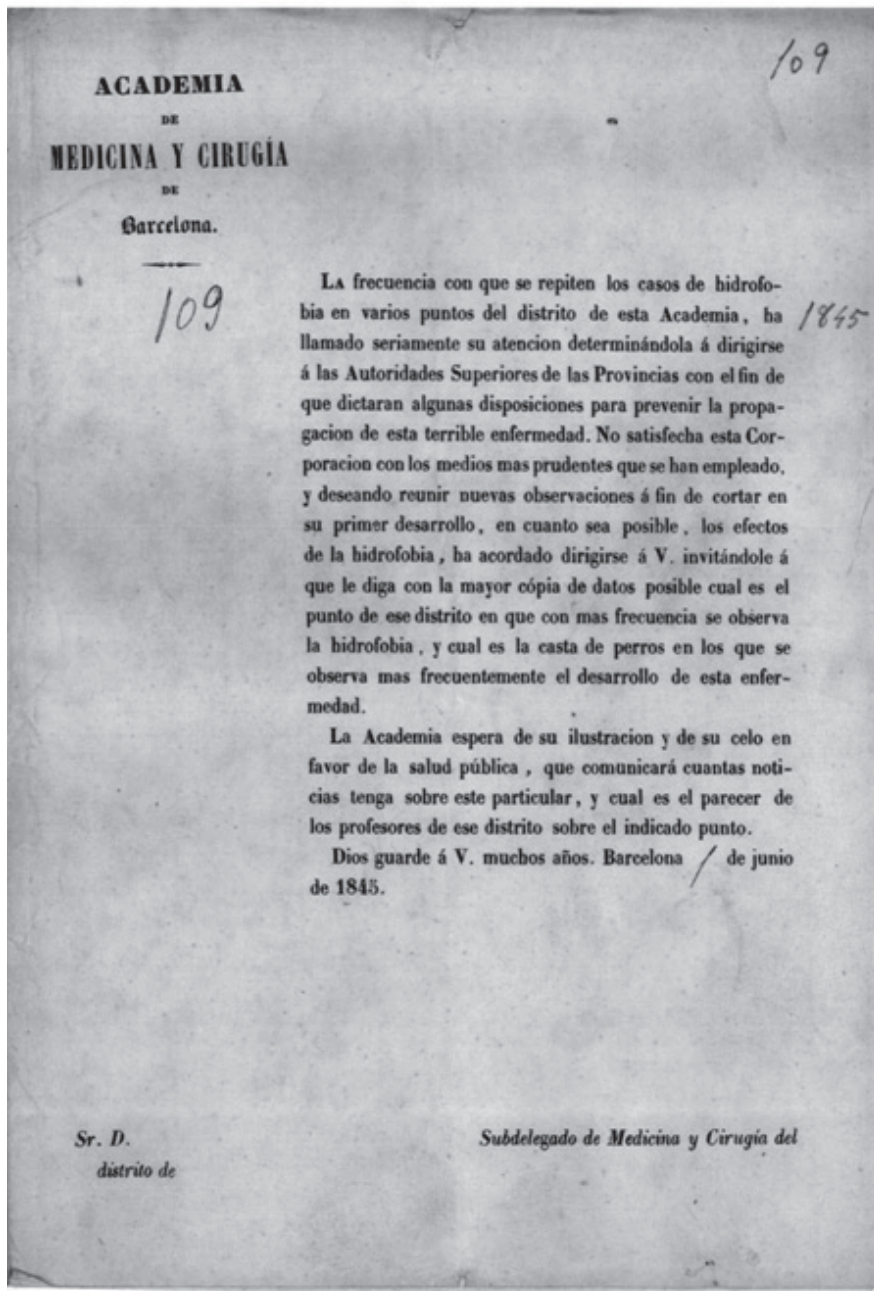 109
ACADEMIA
DE
MEDICINA Y CIRUGÍA
DE
Barcelona.
109
LA frecuencia con que se repiten los casos de hidrofo-
bia en varios puntos del distrito de esta Academia, ha
1845
llamado seriamente su atencion determinándola á dirigirse
á las Autoridades Superiores de las Provincias con el fin de
que dictaran algunas disposiciones para prevenir la propa-
gacion de esta terrible enfermedad. No satisfecha esta Cor-
poracion con los medios mas prudentes que se han empleado,
y deseando reunir nuevas observaciones á fin de cortar en
su primer desarrollo, en cuanto sea posible, los efectos
de la hidrofobia, ha acordado dirigirse á V. invitándole á
que le diga con la mayor cópia de datos posible cual es el
punto de ese distrito en que con mas frecuencia se observa
la hidrofobia, y cual es la casta de perros en los que se
observa mas frecuentemente el desarrollo de esta enfer-
medad.
La Academia espera de su ilustracion y de su celo en
favor de la salud pública, que comunicará cuantas noti-
cias tenga sobre este particular, y cual es el parecer de
los profesores de ese distrito sobre el indicado punto.
Dios guarde á V. muchos años. Barcelona / de junio
de 1845.
Sr. D. Subdelegado de Medicina y Cirugía del
distrito de